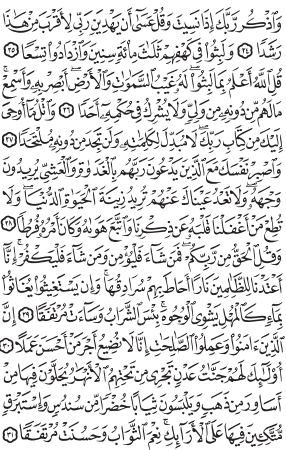 وَٱذۡكُر رَّبَّكَ إِذَا نَسِيتَ وَقُلۡ عَسَىٰٓ أَن يَهۡدِيَنِ رَبِّي لِأَقۡرَبَ مِنۡ هَٰذَا
رَشَدٗا ٢٤ وَلَبِثُواْ فِي كَهۡفِهِمۡ ثَلَٰثَ مِاْئَةٖ سِنِينَ وَٱزۡدَادُواْ تِسۡعٗا ٢٥
قُلِ ٱللَّهُ أَعۡلَمُ بِمَا لَبِثُواْۖ لَهُۥ غَيۡبُ ٱلسَّمَٰوَٰتِ وَٱلۡأَرۡضِۖ أَبۡصِرۡ بِهِۦ وَأَسۡمِعۡۚ
مَا لَهُم مِّن دُونِهِۦ مِن وَلِيّٖ وَلَا يُشۡرِكُ فِي حُكۡمِهِۦٓ أَحَدٗا ٢٦ وَٱتۡلُ مَآ أُوحِيَ
إِلَيۡكَ مِن كِتَابِ رَبِّكَۖ لَا مُبَدِّلَ لِكَلِمَٰتِهِۦ وَلَن تَجِدَ مِن دُونِهِۦ مُلۡتَحَدٗا ٢٧
وَٱصۡبِرۡ نَفۡسَكَ مَعَ ٱلَّذِينَ يَدۡعُونَ رَبَّهُم بِٱلۡغَدَوٰةِ وَٱلۡعَشِيِّ يُرِيدُونَ
وَجۡهَهُۥۖ وَلَا تَعۡدُ عَيۡنَاكَ عَنۡهُمۡ تُرِيدُ زِينَةَ ٱلۡحَيَوٰةِ ٱلدُّنۡيَاۖ وَلَا
تُطِعۡ مَنۡ أَغۡفَلۡنَا قَلۡبَهُۥ عَن ذِكۡرِنَا وَٱتَّبَعَ هَوَىٰهُ وَكَانَ أَمۡرُهُۥ فُرُطٗا ٢٨
وَقُلِ ٱلۡحَقُّ مِن رَّبِّكُمۡۖ فَمَن شَآءَ فَلۡيُؤۡمِن وَمَن شَآءَ فَلۡيَكۡفُرۡۚ إِنَّآ
أَعۡتَدۡنَا لِلظَّٰلِمِينَ نَارًا أَحَاطَ بِهِمۡ سُرَادِقُهَاۚ وَإِن يَسۡتَغِيثُواْ يُغَاثُواْ
بِمَآءٖ كَٱلۡمُهۡلِ يَشۡوِي ٱلۡوُجُوهَۚ بِئۡسَ ٱلشَّرَابُ وَسَآءَتۡ مُرۡتَفَقًا ٢٩ إِنَّ
ٱلَّذِينَ ءَامَنُواْ وَعَمِلُواْ ٱلصَّٰلِحَٰتِ إِنَّا لَا نُضِيعُ أَجۡرَ مَنۡ أَحۡسَنَ عَمَلًا ٣٠
أُوْلَٰٓئِكَ لَهُمۡ جَنَّٰتُ عَدۡنٖ تَجۡرِي مِن تَحۡتِهِمُ ٱلۡأَنۡهَٰرُ يُحَلَّوۡنَ فِيهَا مِنۡ
أَسَاوِرَ مِن ذَهَبٖ وَيَلۡبَسُونَ ثِيَابًا خُضۡرٗا مِّن سُندُسٖ وَإِسۡتَبۡرَقٖ
مُّتَّكِـِٔينَ فِيهَا عَلَى ٱلۡأَرَآئِكِۚ نِعۡمَ ٱلثَّوَابُ وَحَسُنَتۡ مُرۡتَفَقٗا ٣١